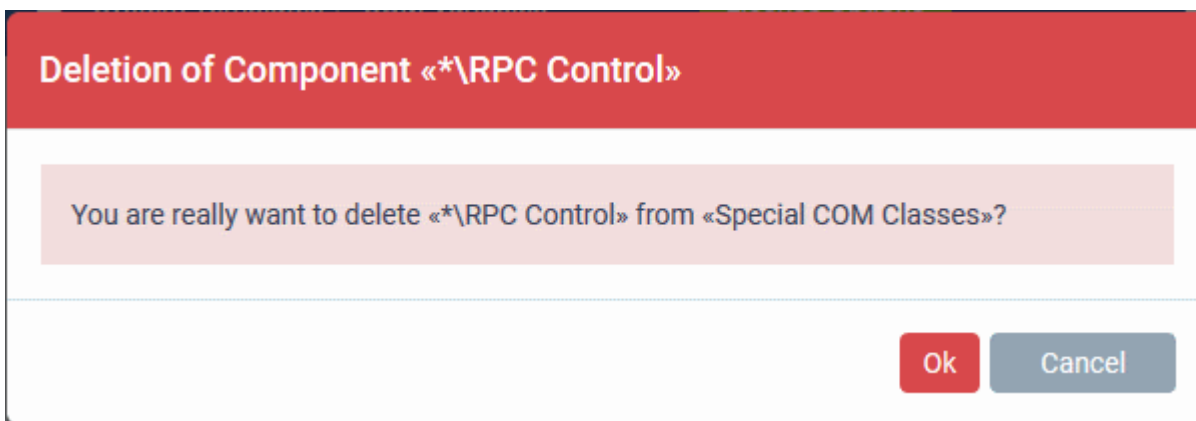 Deletion of Component «*\RPC Control»
You are really want to delete «*\RPC Control» from «Special COM Classes»?
Ok
Cancel